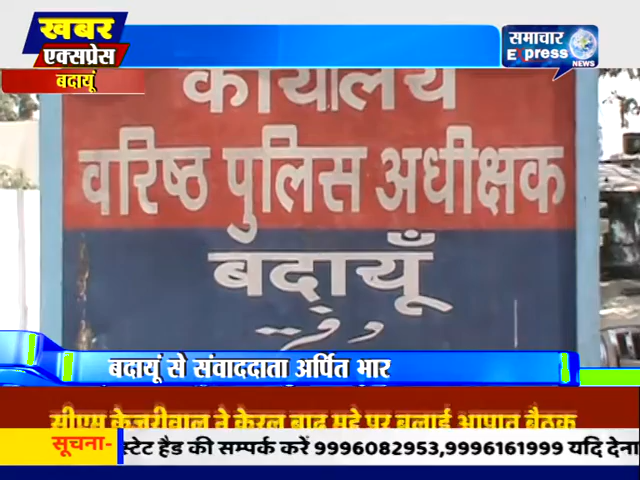 खबर
एक्सप्रेस
बदायूं
समाचार
Express
NEWS
कार्यालय
वरिष्ठ पुलिस अधीक्षक
बदायूँ
बदायूं से संवाददाता अर्पित भार
सीएम केजरीवाल ने केरल बाढ़ मुद्दे पर बुलाई आपात बैठक
सूचना-
स्टेट हैड की सम्पर्क करें 9996082953,9996161999 यदि देना